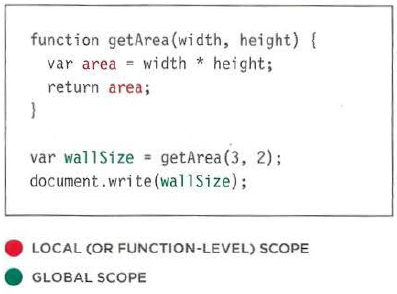 function getArea(width, height) {
var area = width * height;
return area;
}
var wallSize = getArea(3, 2);
document.write(wallSize);
LOCAL (OR FUNCTION-LEVEL) SCOPE
GLOBAL SCOPE